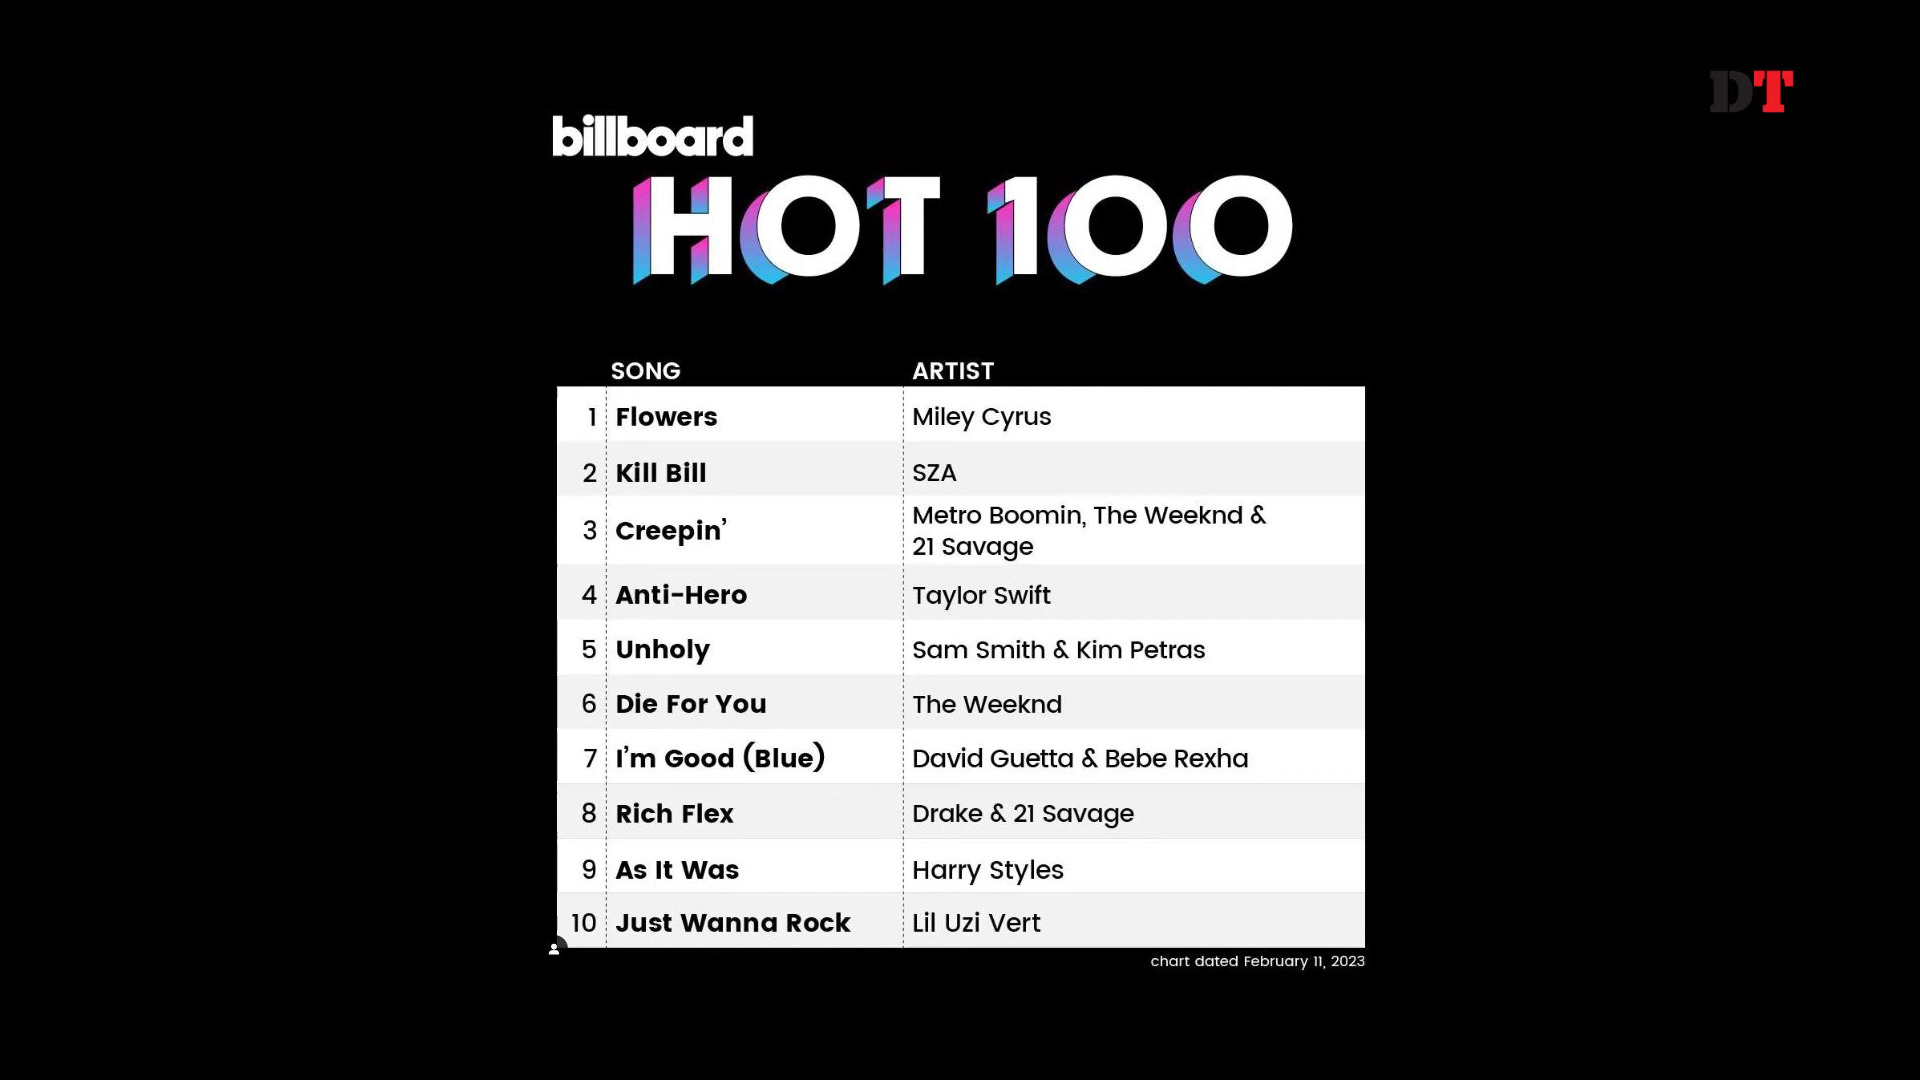 DT
billboard
HOT 100
SONG ARTIST
1 Flowers Miley Cyrus
2 Kill Bill SZA
3 Creepin’ Metro Boomin, The Weeknd &
21 Savage
4 Anti-Hero Taylor Swift
5 Unholy Sam Smith & Kim Petras
6 Die For You The Weeknd
7 I’m Good (Blue) David Guetta & Bebe Rexha
8 Rich Flex Drake & 21 Savage
9 As It Was Harry Styles
10 Just Wanna Rock Lil Uzi Vert
chart dated February 11, 2023